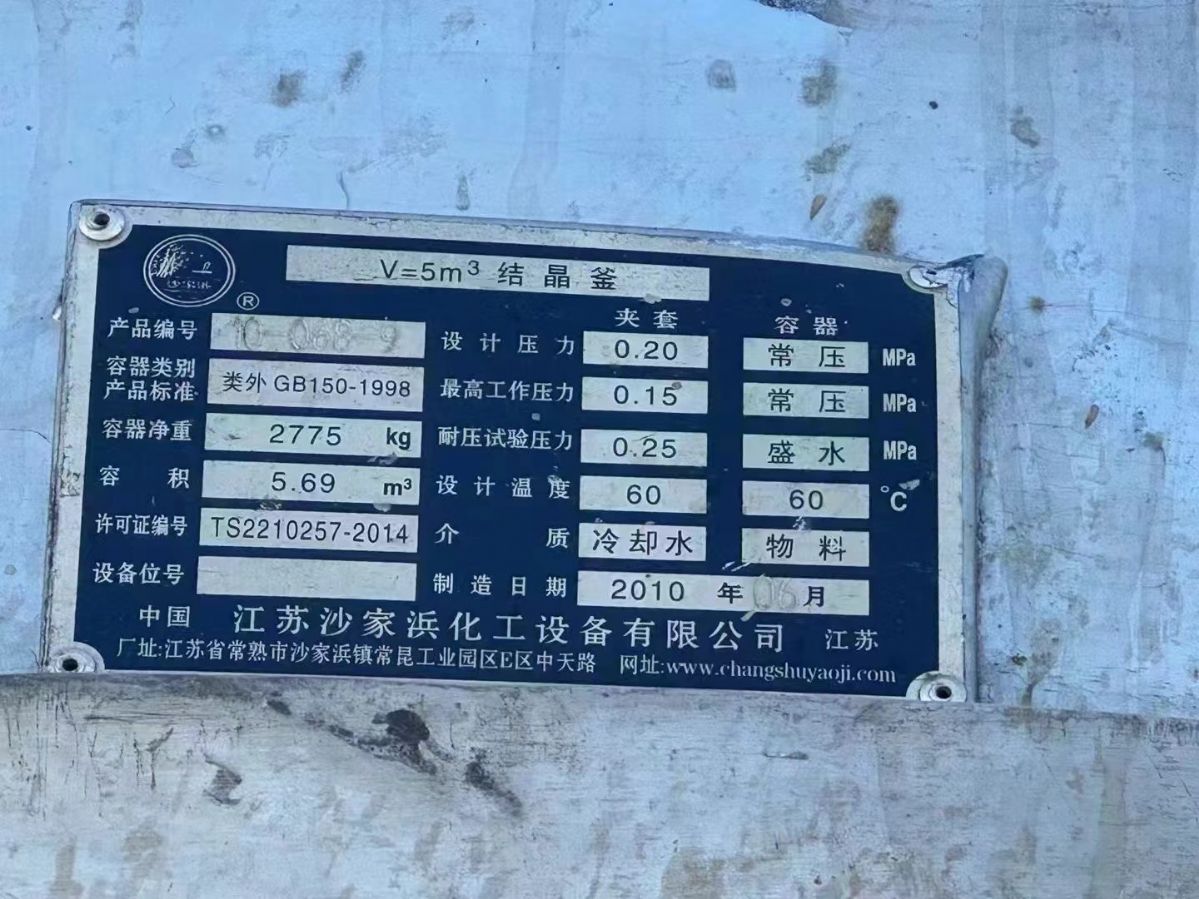 V=5m³ 结晶釜
沙家浜 ®
夹套 容器
产品编号 10-068-9 设计压力 0.20 常压 MPa
容器类别
产品标准 类外 GB150-1998 最高工作压力 0.15 常压 MPa
容器净重 2775 kg 耐压试验压力 0.25 盛水 MPa
容积 5.69 m³ 设计温度 60 60 °C
许可证编号 TS2210257-2014 介质 冷却水 物料
设备位号 制造日期 2010 年 06 月
中国 江苏沙家浜化工设备有限公司 江苏
厂址:江苏省常熟市沙家浜镇常昆工业园区E区中天路 网址:www.changshuyaoji.com